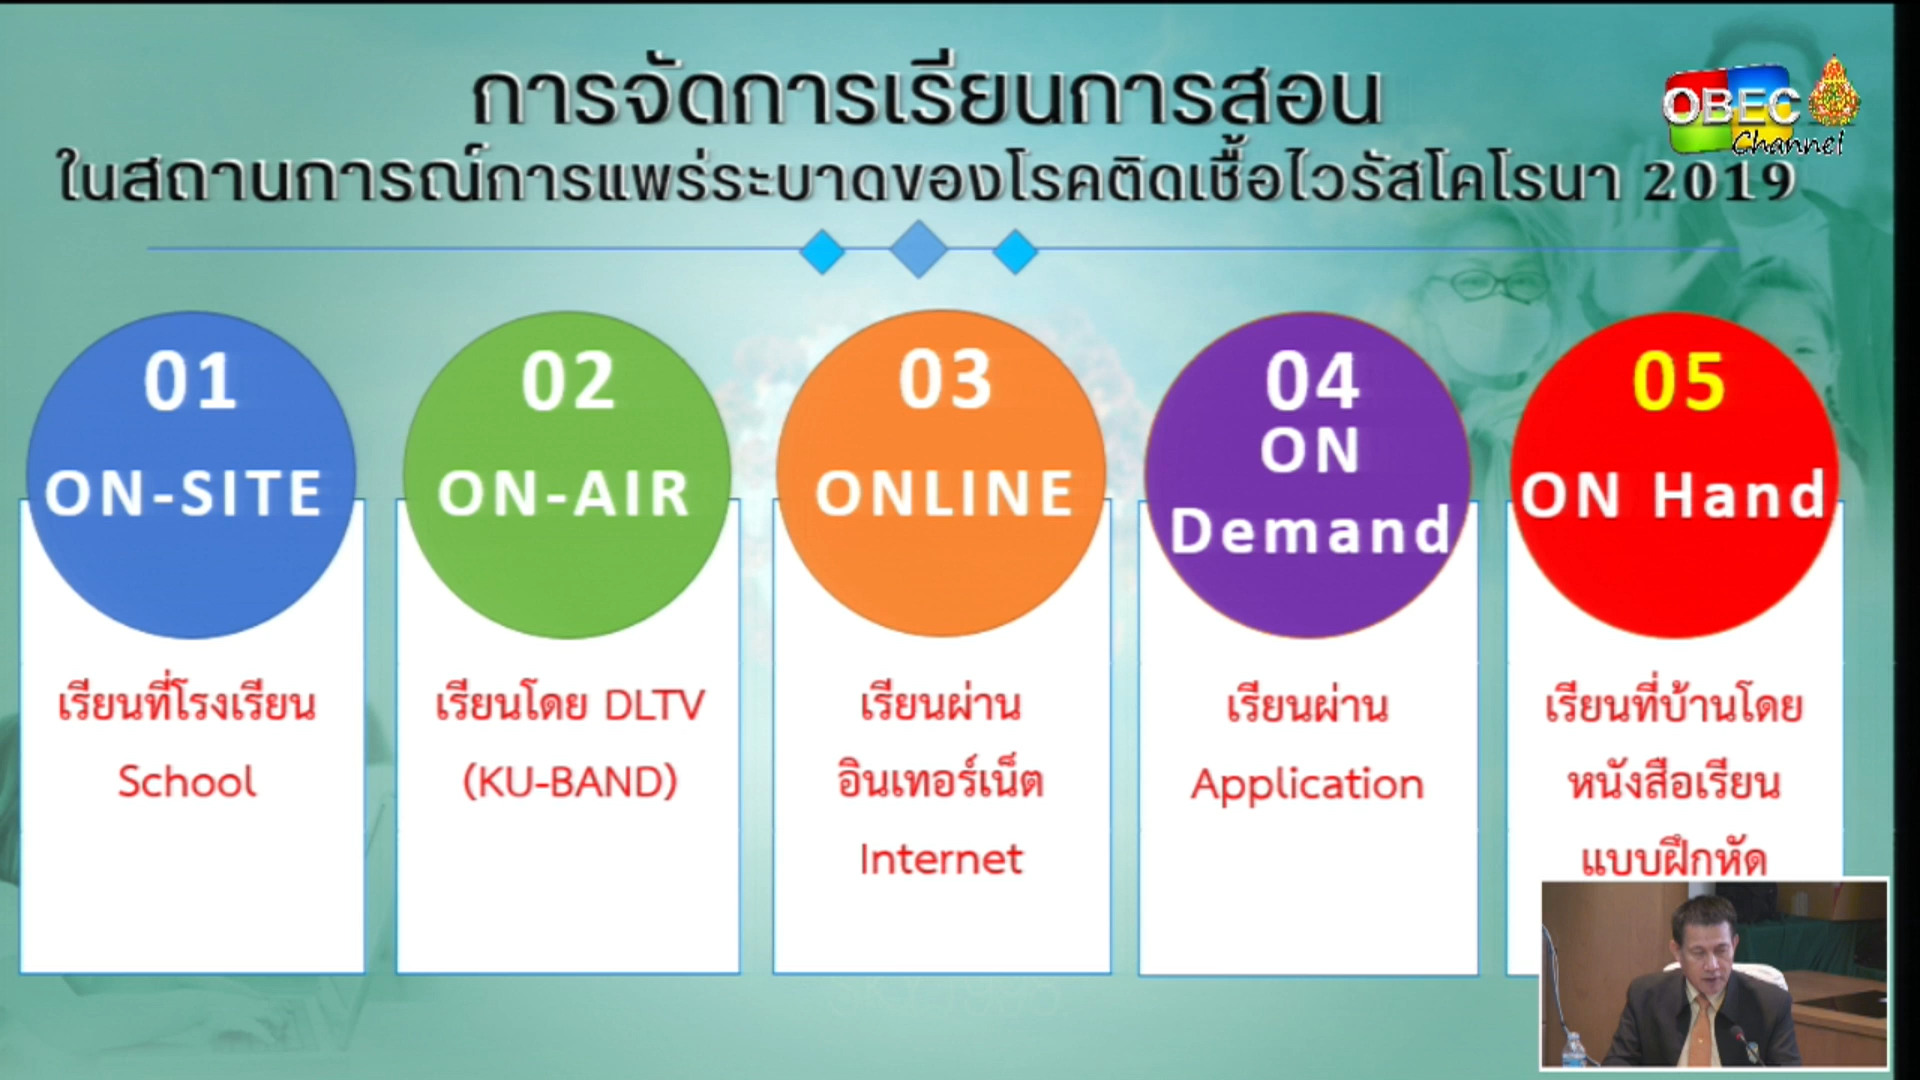 การจัดการเรียนการสอน
ในสถานการณ์การแพร่ระบาดของโรคติดเชื้อไวรัสโคโรนา 2019
OBEC
Channel
01
ON-SITE
เรียนที่โรงเรียน
School
02
ON-AIR
เรียนโดย DLTV
(KU-BAND)
03
ONLINE
เรียนผ่าน
อินเทอร์เน็ต
Internet
04
ON
Demand
เรียนผ่าน
Application
05
ON Hand
เรียนที่บ้านโดย
หนังสือเรียน
แบบฝึกหัด